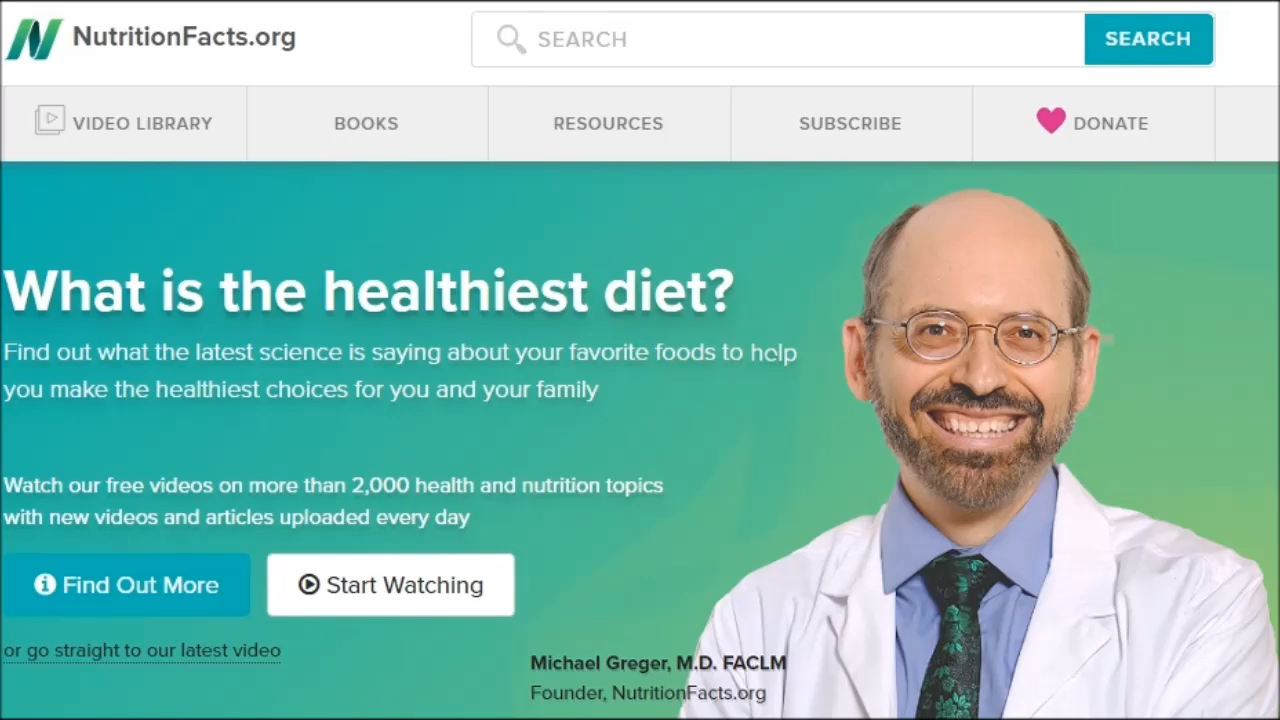 NutritionFacts.org
SEARCH
SEARCH
VIDEO LIBRARY
BOOKS
RESOURCES
SUBSCRIBE
DONATE
What is the healthiest diet?
Find out what the latest science is saying about your favorite foods to help
you make the healthiest choices for you and your family
Watch our free videos on more than 2,000 health and nutrition topics
with new videos and articles uploaded every day
Find Out More
Start Watching
or go straight to our latest video
Michael Greger, M.D. FACLM
Founder, NutritionFacts.org